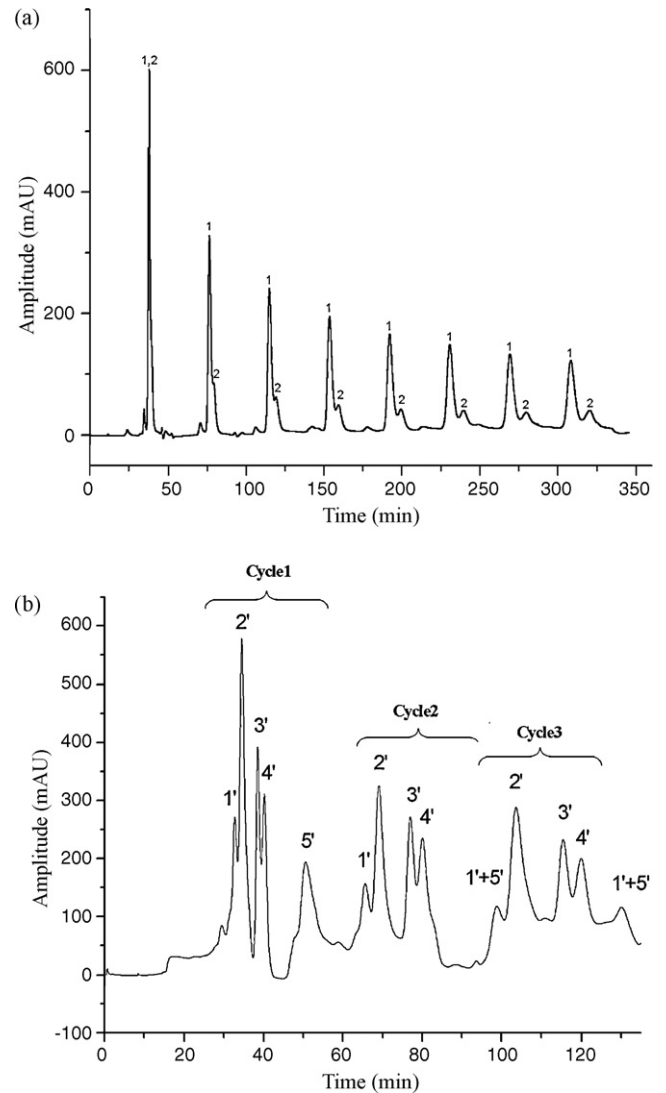 (a)
1,2
1
2
1
2
1
2
1
2
1
2
1
2
1
2
600
400
200
0
Amplitude (mAU)
0 50 100 150 200 250 300 350
Time (min)
(b)
Cycle1
Cycle2
Cycle3
1' 2' 3' 4' 5'
1' 2' 3' 4'
1'+5' 2' 3' 4' 1'+5'
600
500
400
300
200
100
0
-100
Amplitude (mAU)
0 20 40 60 80 100 120
Time (min)